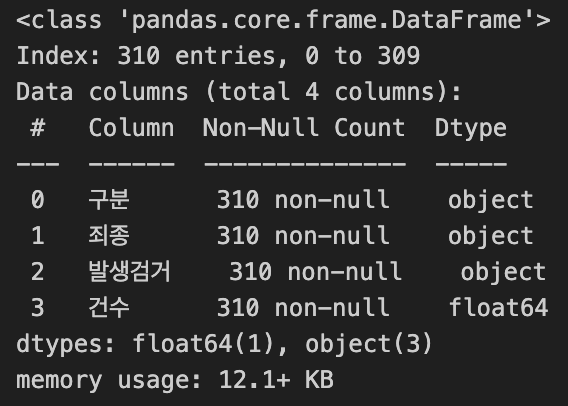 <class 'pandas.core.frame.DataFrame'>
Index: 310 entries, 0 to 309
Data columns (total 4 columns):
 #   Column  Non-Null Count  Dtype
---  ------  --------------  -----
 0   구분      310 non-null    object
 1   죄종      310 non-null    object
 2   발생검거    310 non-null    object
 3   건수      310 non-null    float64
dtypes: float64(1), object(3)
memory usage: 12.1+ KB